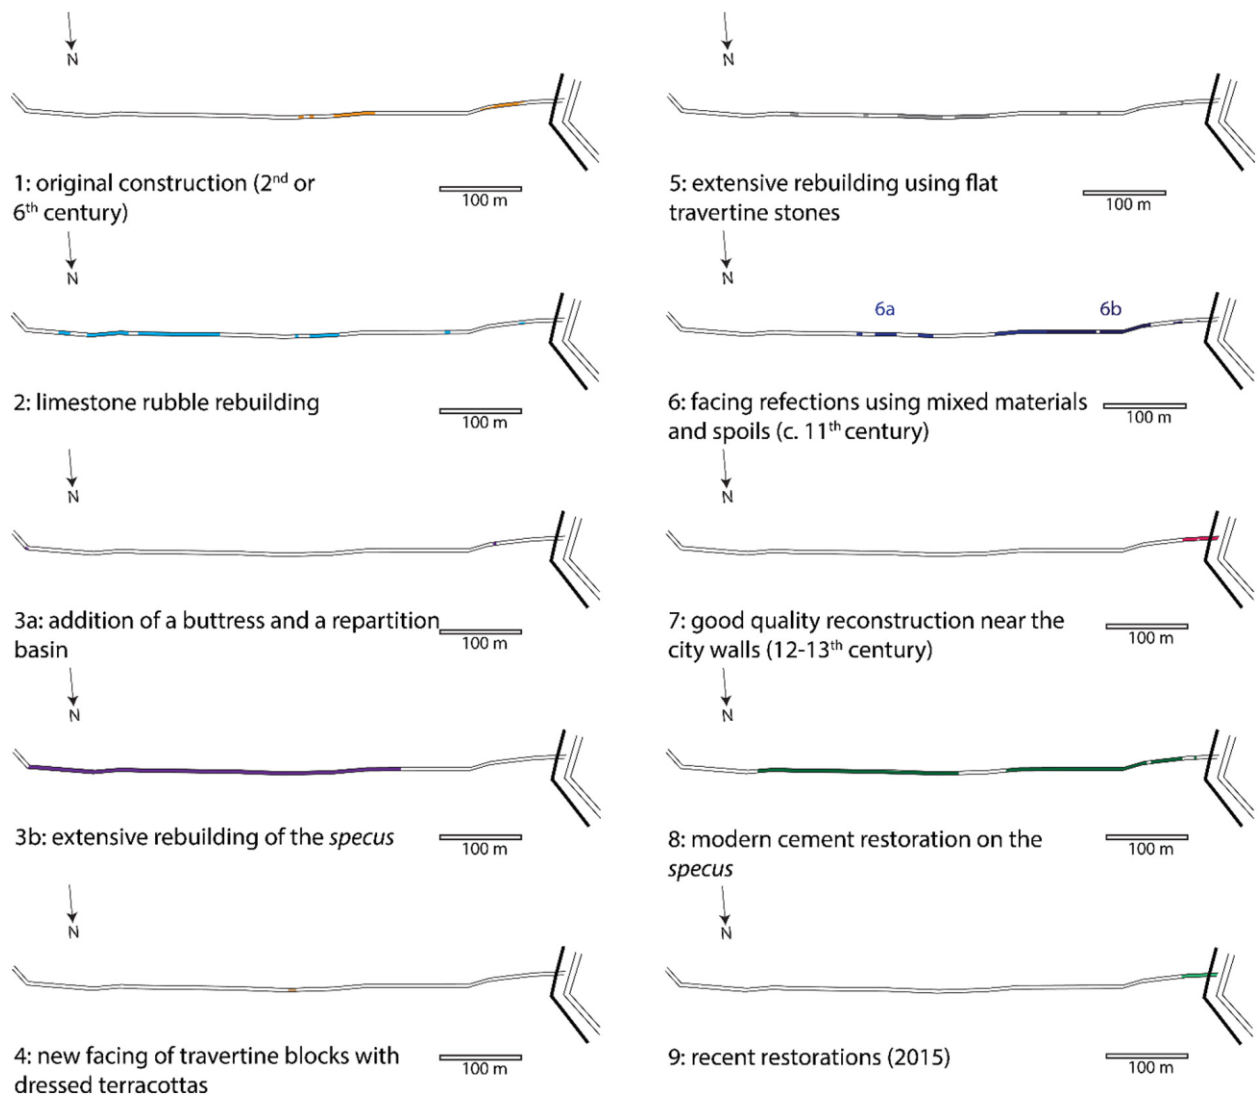 N
1: original construction (2nd or
6th century)
100 m
N
2: limestone rubble rebuilding
100 m
N
3a: addition of a buttress and a repartition
basin
100 m
N
3b: extensive rebuilding of the specus
100 m
N
4: new facing of travertine blocks with
dressed terracottas
100 m
N
5: extensive rebuilding using flat
travertine stones
100 m
N
6a
6b
6: facing refections using mixed materials
and spoils (c. 11th century)
100 m
N
7: good quality reconstruction near the
city walls (12-13th century)
100 m
N
8: modern cement restoration on the
specus
100 m
N
9: recent restorations (2015)
100 m